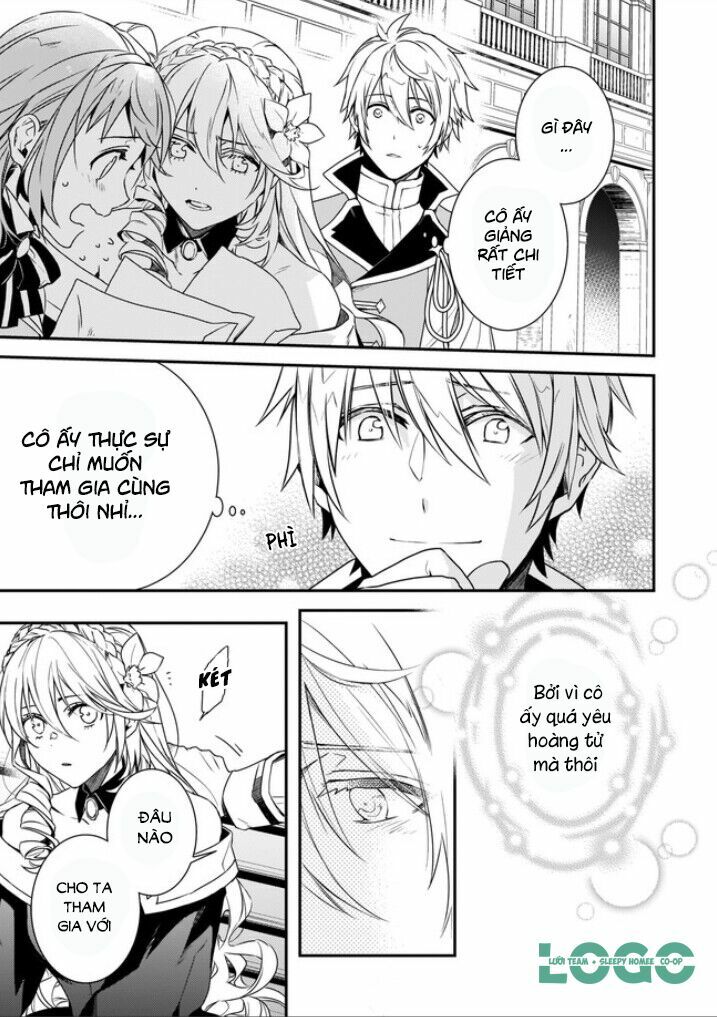 GÌ ĐÂY
...
CÔ ẤY
GIẢNG
RẤT CHI
TIẾT
CÔ ẤY THỰC SỰ
CHỈ MUỐN
THAM GIA CÙNG
THÔI NHỈ...
PHÌ
Bởi vì cô
ấy quá yêu
hoàng tử
mà thôi
KÉT
ĐÂU
NÀO
CHO TA
THAM
GIA VỚI
LƯỜI TEAM + SLEEPY HOMEE CO-OP
LOGO